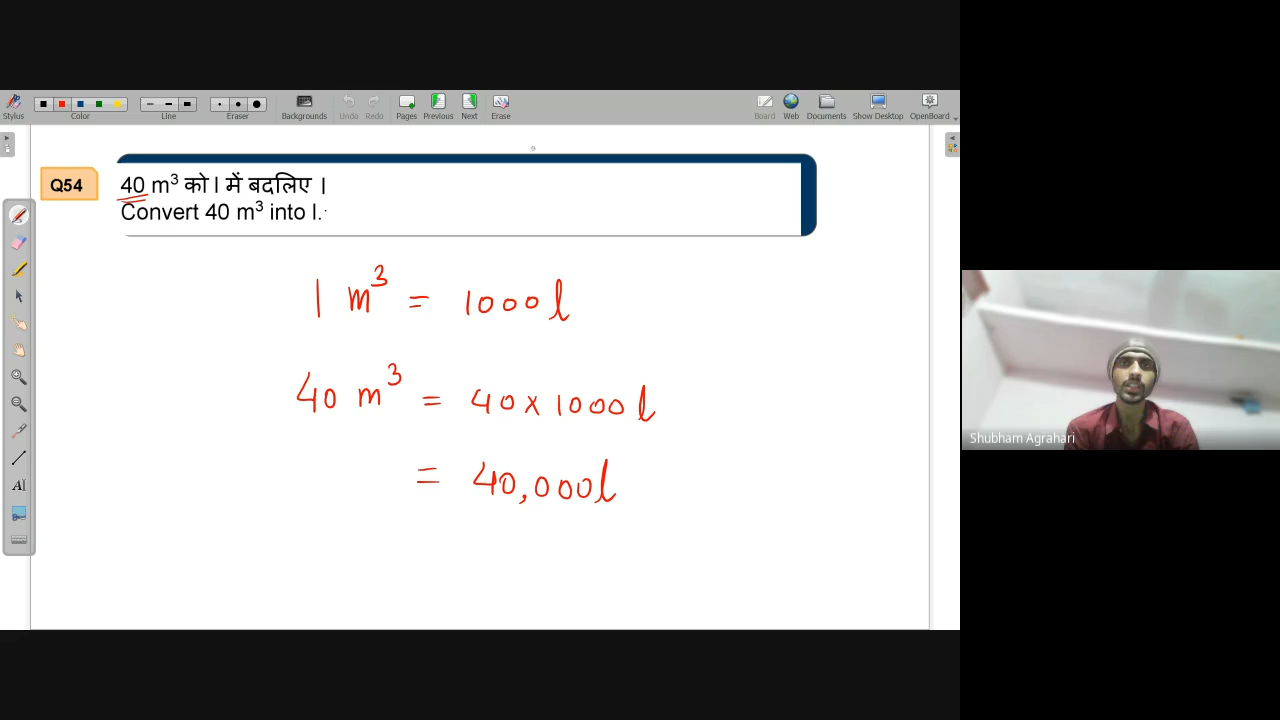 Stylus
Color
Line
Eraser
Backgrounds
Undo
Redo
Pages
Previous
Next
Erase
Board
Web
Documents
Show Desktop
OpenBoard
Q54
40 m³ को l में बदलिए ।
Convert 40 m³ into l.
1 m³ = 1000 l
40 m³ = 40 x 1000 l
= 40,000 l
AI
Shubham Agrahari